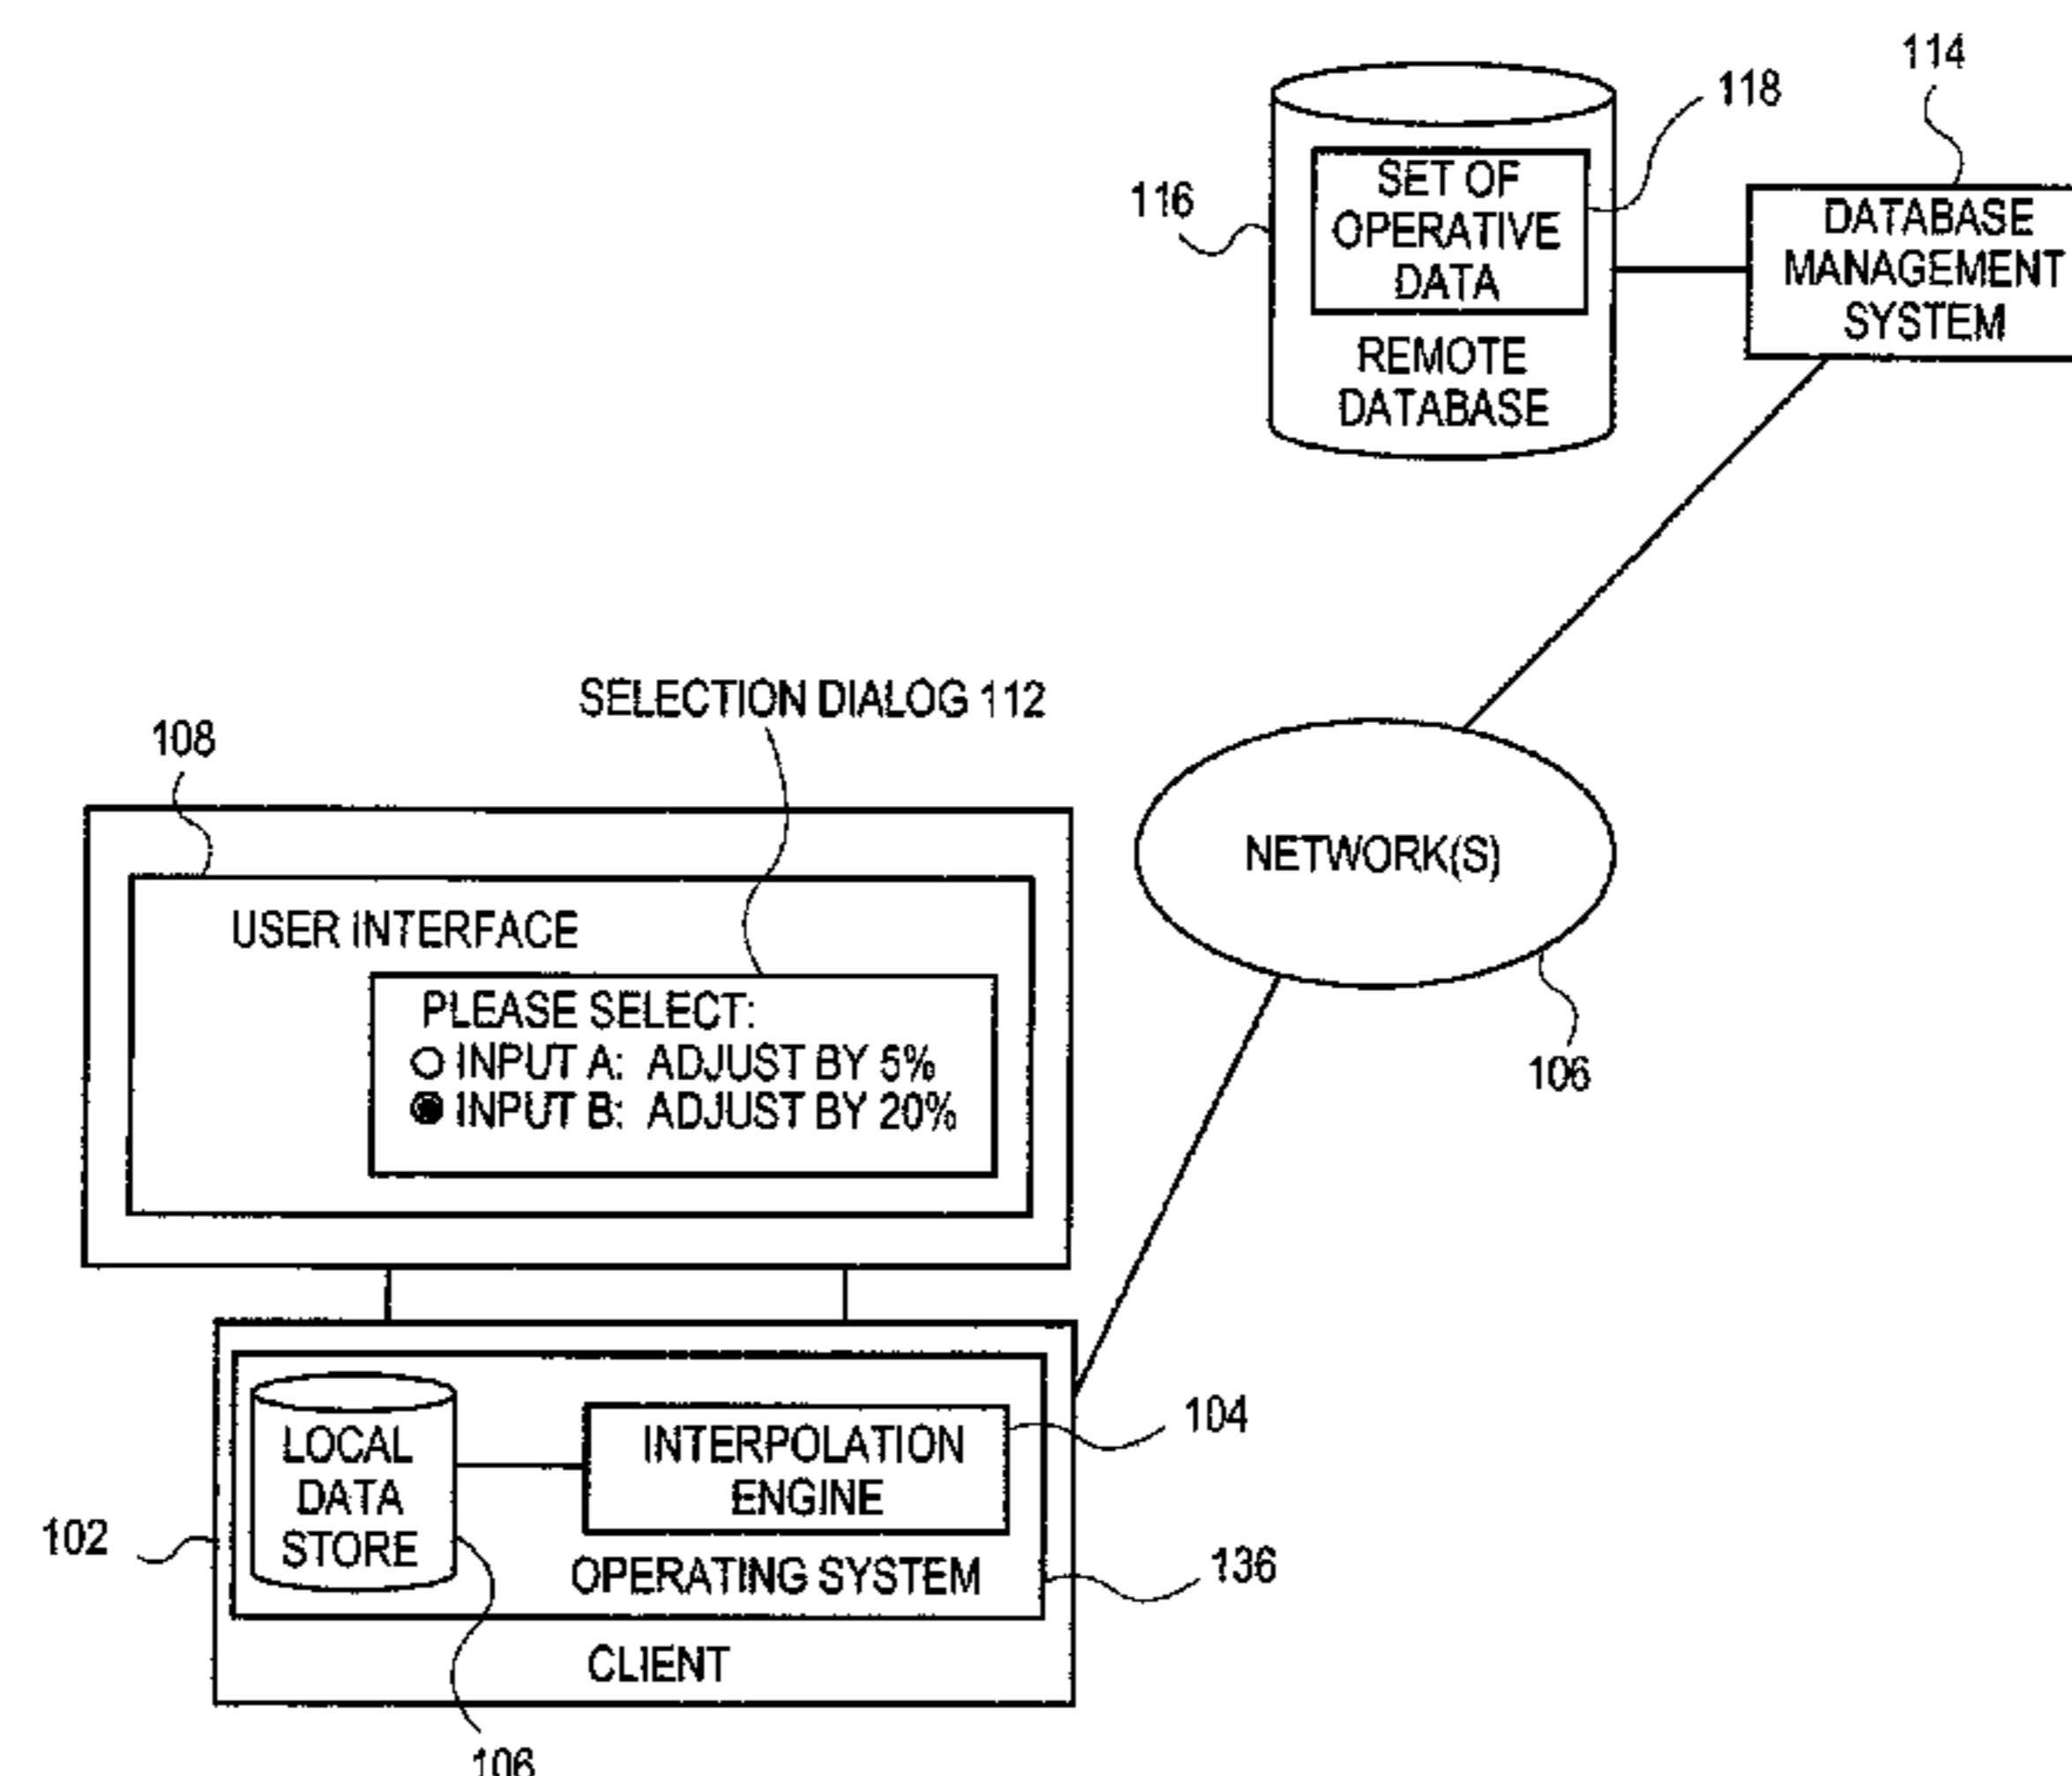 114
118
116
SET OF
OPERATIVE
DATA
REMOTE
DATABASE
DATABASE
MANAGEMENT
SYSTEM
SELECTION DIALOG 112
108
USER INTERFACE
PLEASE SELECT:
INPUT A: ADJUST BY 5%
INPUT B: ADJUST BY 20%
NETWORK(S)
106
LOCAL
DATA
STORE
INTERPOLATION
ENGINE
104
102
OPERATING SYSTEM
136
CLIENT
106